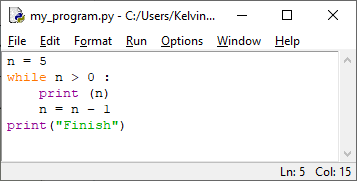 my_program.py - C:/Users/Kelvin...
File Edit Format Run Options Window Help
n = 5
while n > 0 :
    print (n)
    n = n - 1
print("Finish")
Ln: 5 Col: 15